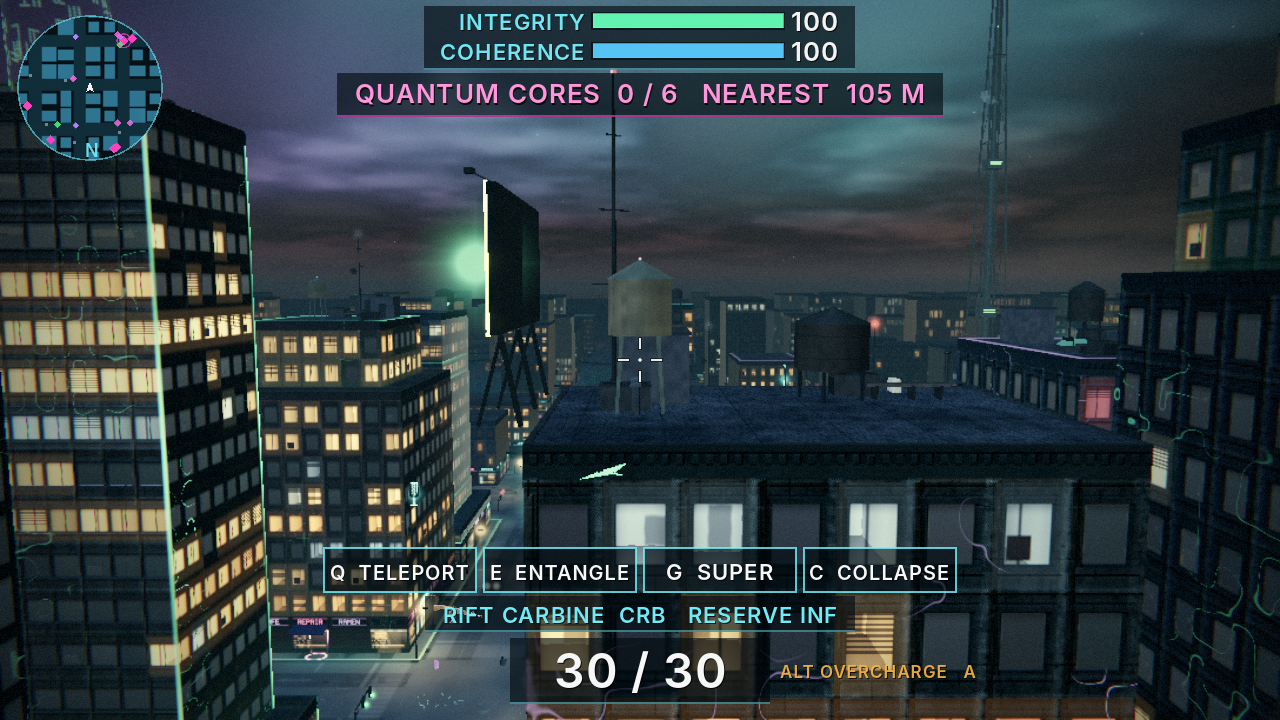 INTEGRITY 100
COHERENCE 100
QUANTUM CORES 0 / 6 NEAREST 105 M
N
Q TELEPORT E ENTANGLE G SUPER C COLLAPSE
RIFT CARBINE CRB RESERVE INF
REPAIR RAMEN
30 / 30
ALT OVERCHARGE A